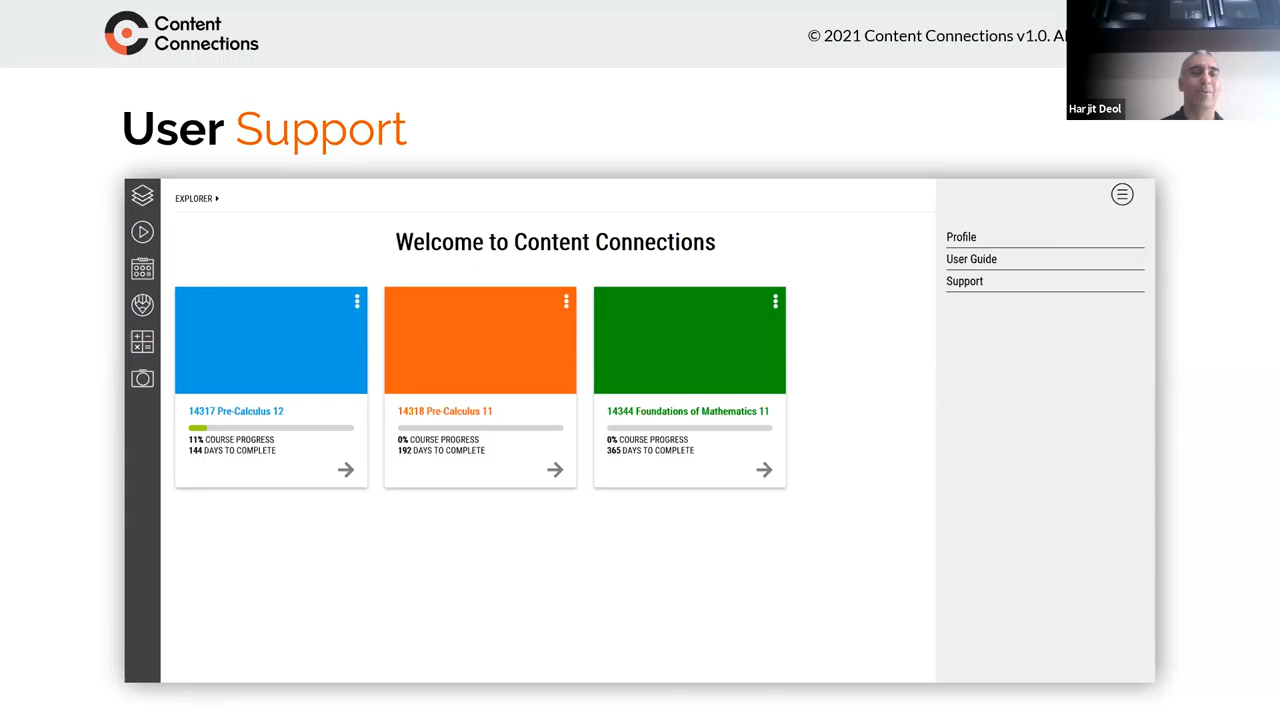 Content
Connections
© 2021 Content Connections v1.0.
Harjit Deol
User Support
EXPLORER
Welcome to Content Connections
Profile
User Guide
Support
14317 Pre-Calculus 12
11% COURSE PROGRESS
144 DAYS TO COMPLETE
14318 Pre-Calculus 11
0% COURSE PROGRESS
192 DAYS TO COMPLETE
14344 Foundations of Mathematics 11
0% COURSE PROGRESS
365 DAYS TO COMPLETE